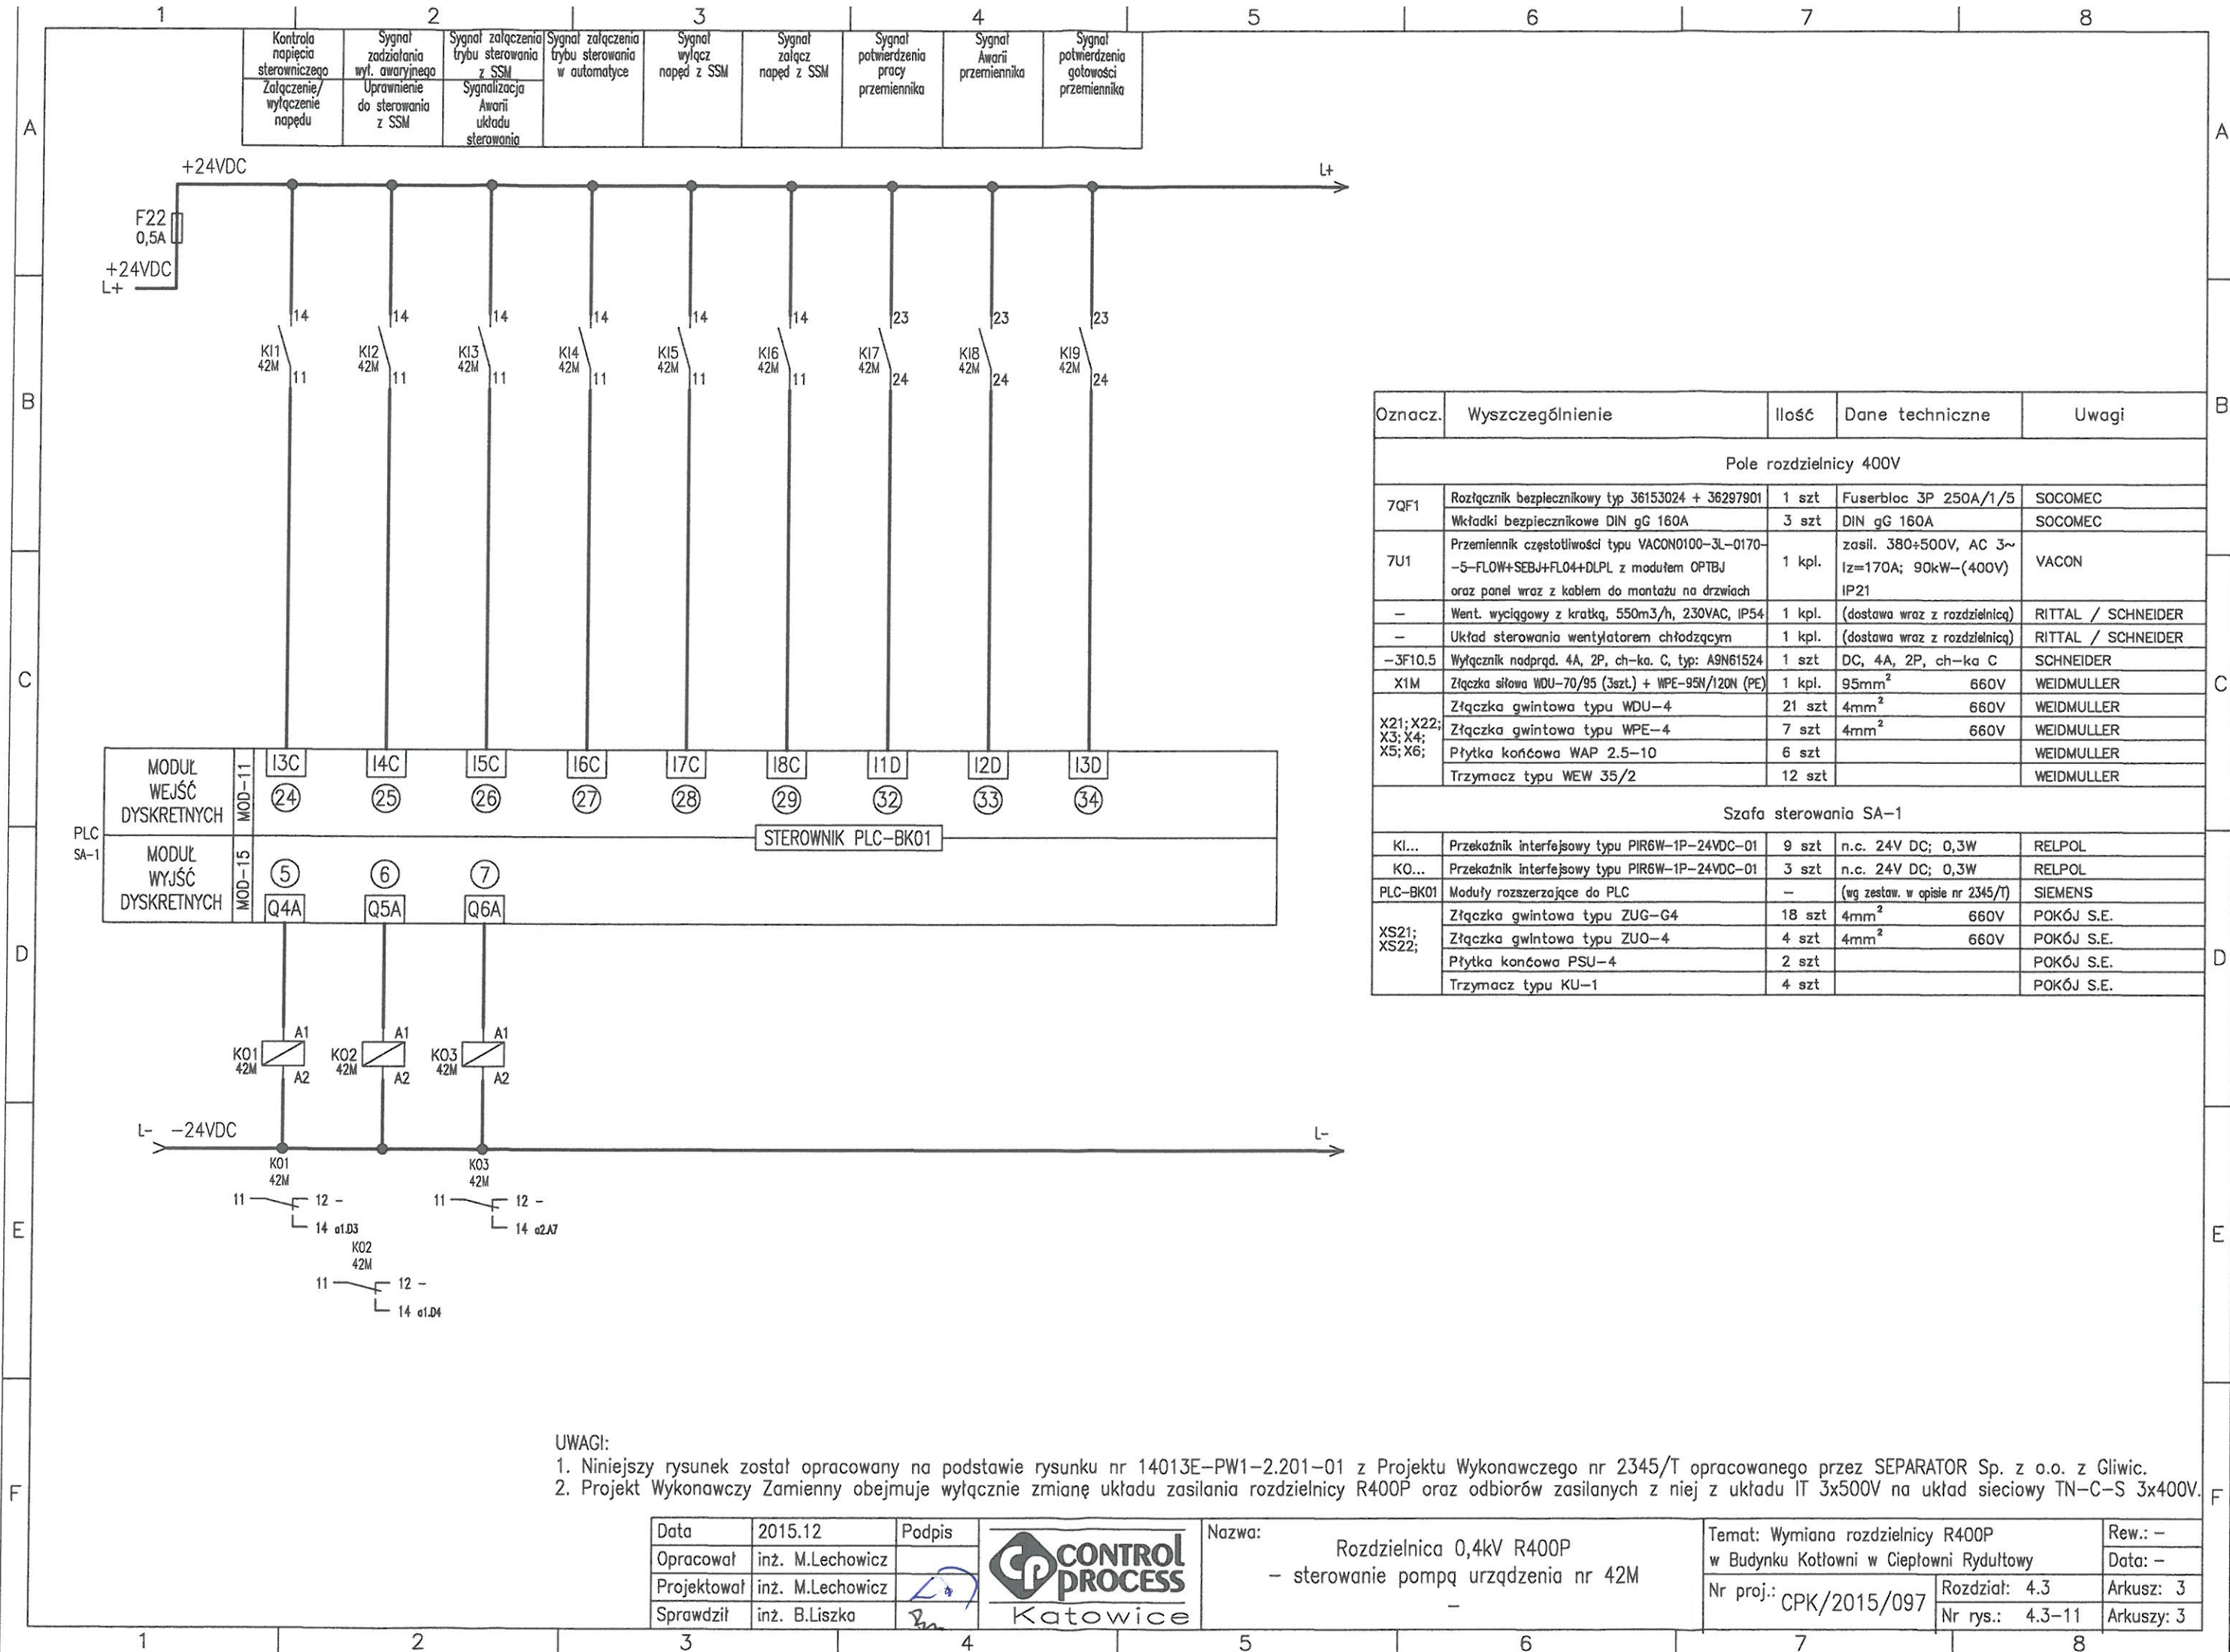 1 2 3 4 5 6 7 8
Kontrola napięcia sterowniczego
Sygnał zadziałania wył. awaryjnego
Sygnał załączenia trybu sterowania z SSM
Sygnał załączenia trybu sterowania w automatyce
Sygnał wyłącz napęd z SSM
Sygnał załącz napęd z SSM
Sygnał potwierdzenia pracy przemiennika
Sygnał Awarii przemiennika
Sygnał potwierdzenia gotowości przemiennika
Załączenie/ wyłączenie napędu
Uprawnienie do sterowania z SSM
Sygnalizacja Awarii układu sterowania
A A
+24VDC
L+
F22
0,5A
+24VDC
L+
14 14 14 14 14 14 23 23 23
KI1 KI2 KI3 KI4 KI5 KI6 KI7 KI8 KI9
42M 42M 42M 42M 42M 42M 42M 42M 42M
11 11 11 11 11 11 24 24 24
B B
Oznacz. Wyszczególnienie Ilość Dane techniczne Uwagi
Pole rozdzielnicy 400V
7QF1
Rozłącznik bezpiecznikowy typ 36153024 + 36297901 1 szt Fuserbloc 3P 250A/1/5 SOCOMEC
Wkładki bezpiecznikowe DIN gG 160A 3 szt DIN gG 160A SOCOMEC
Przemiennik częstotliwości typu VACON0100-3L-0170- zasil. 380÷500V, AC 3~
7U1 -5-FLOW+SEBJ+FL04+DLPL z modułem OPTBJ 1 kpl. Iz=170A; 90kW-(400V) VACON
oraz panel wraz z kablem do montażu na drzwiach IP21
- Went. wyciągowy z kratką, 550m3/h, 230VAC, IP54 1 kpl. (dostawa wraz z rozdzielnicą) RITTAL / SCHNEIDER
- Układ sterowania wentylatorem chłodzącym 1 kpl. (dostawa wraz z rozdzielnicą) RITTAL / SCHNEIDER
-3F10.5 Wyłącznik nadprąd. 4A, 2P, ch-ka. C, typ: A9N61524 1 szt DC, 4A, 2P, ch-ka C SCHNEIDER
X1M Złączka siłowa WDU-70/95 (3szt.) + WPE-95N/120N (PE) 1 kpl. 95mm² 660V WEIDMULLER
X21; X22;
X3; X4;
X5; X6;
Złączka gwintowa typu WDU-4 21 szt 4mm² 660V WEIDMULLER
Złączka gwintowa typu WPE-4 7 szt 4mm² 660V WEIDMULLER
Płytka końcowa WAP 2.5-10 6 szt WEIDMULLER
Trzymacz typu WEW 35/2 12 szt WEIDMULLER
Szafa sterowania SA-1
KI... Przekaźnik interfejsowy typu PIR6W-1P-24VDC-01 9 szt n.c. 24V DC; 0,3W RELPOL
KO... Przekaźnik interfejsowy typu PIR6W-1P-24VDC-01 3 szt n.c. 24V DC; 0,3W RELPOL
PLC-BK01 Moduły rozszerzające do PLC - (wg zestaw. w opisie nr 2345/T) SIEMENS
XS21;
XS22;
Złączka gwintowa typu ZUG-G4 18 szt 4mm² 660V POKÓJ S.E.
Złączka gwintowa typu ZUO-4 4 szt 4mm² 660V POKÓJ S.E.
Płytka końcowa PSU-4 2 szt POKÓJ S.E.
Trzymacz typu KU-1 4 szt POKÓJ S.E.
C C
MODUŁ WEJŚĆ DYSKRETNYCH
MOD-11
I3C I4C I5C I6C I7C I8C I1D I2D I3D
24 25 26 27 28 29 32 33 34
PLC
SA-1
STEROWNIK PLC-BK01
MODUŁ WYJŚĆ DYSKRETNYCH
MOD-15
5 6 7
Q4A Q5A Q6A
D D
A1 A1 A1
K01 K02 K03
42M 42M 42M
A2 A2 A2
L- -24VDC
L-
K01 K03
42M 42M
11 12 - 11 12 -
14 a1.D3 14 a2.A7
E E
K02
42M
11 12 -
14 a1.D4
UWAGI:
1. Niniejszy rysunek został opracowany na podstawie rysunku nr 14013E-PW1-2.201-01 z Projektu Wykonawczego nr 2345/T opracowanego przez SEPARATOR Sp. z o.o. z Gliwic.
2. Projekt Wykonawczy Zamienny obejmuje wyłącznie zmianę układu zasilania rozdzielnicy R400P oraz odbiorów zasilanych z niej z układu IT 3x500V na układ sieciowy TN-C-S 3x400V.
F F
Data 2015.12 Podpis
Opracował inż. M.Lechowicz
Projektował inż. M.Lechowicz
Sprawdził inż. B.Liszka
CP CONTROL PROCESS
Katowice
Nazwa:
Rozdzielnica 0,4kV R400P
- sterowanie pompą urządzenia nr 42M
-
Temat: Wymiana rozdzielnicy R400P
w Budynku Kotłowni w Ciepłowni Rydułtowy
Nr proj.: CPK/2015/097
Rozdział: 4.3
Nr rys.: 4.3-11
Rew.: -
Data: -
Arkusz: 3
Arkuszy: 3
1 2 3 4 5 6 7 8